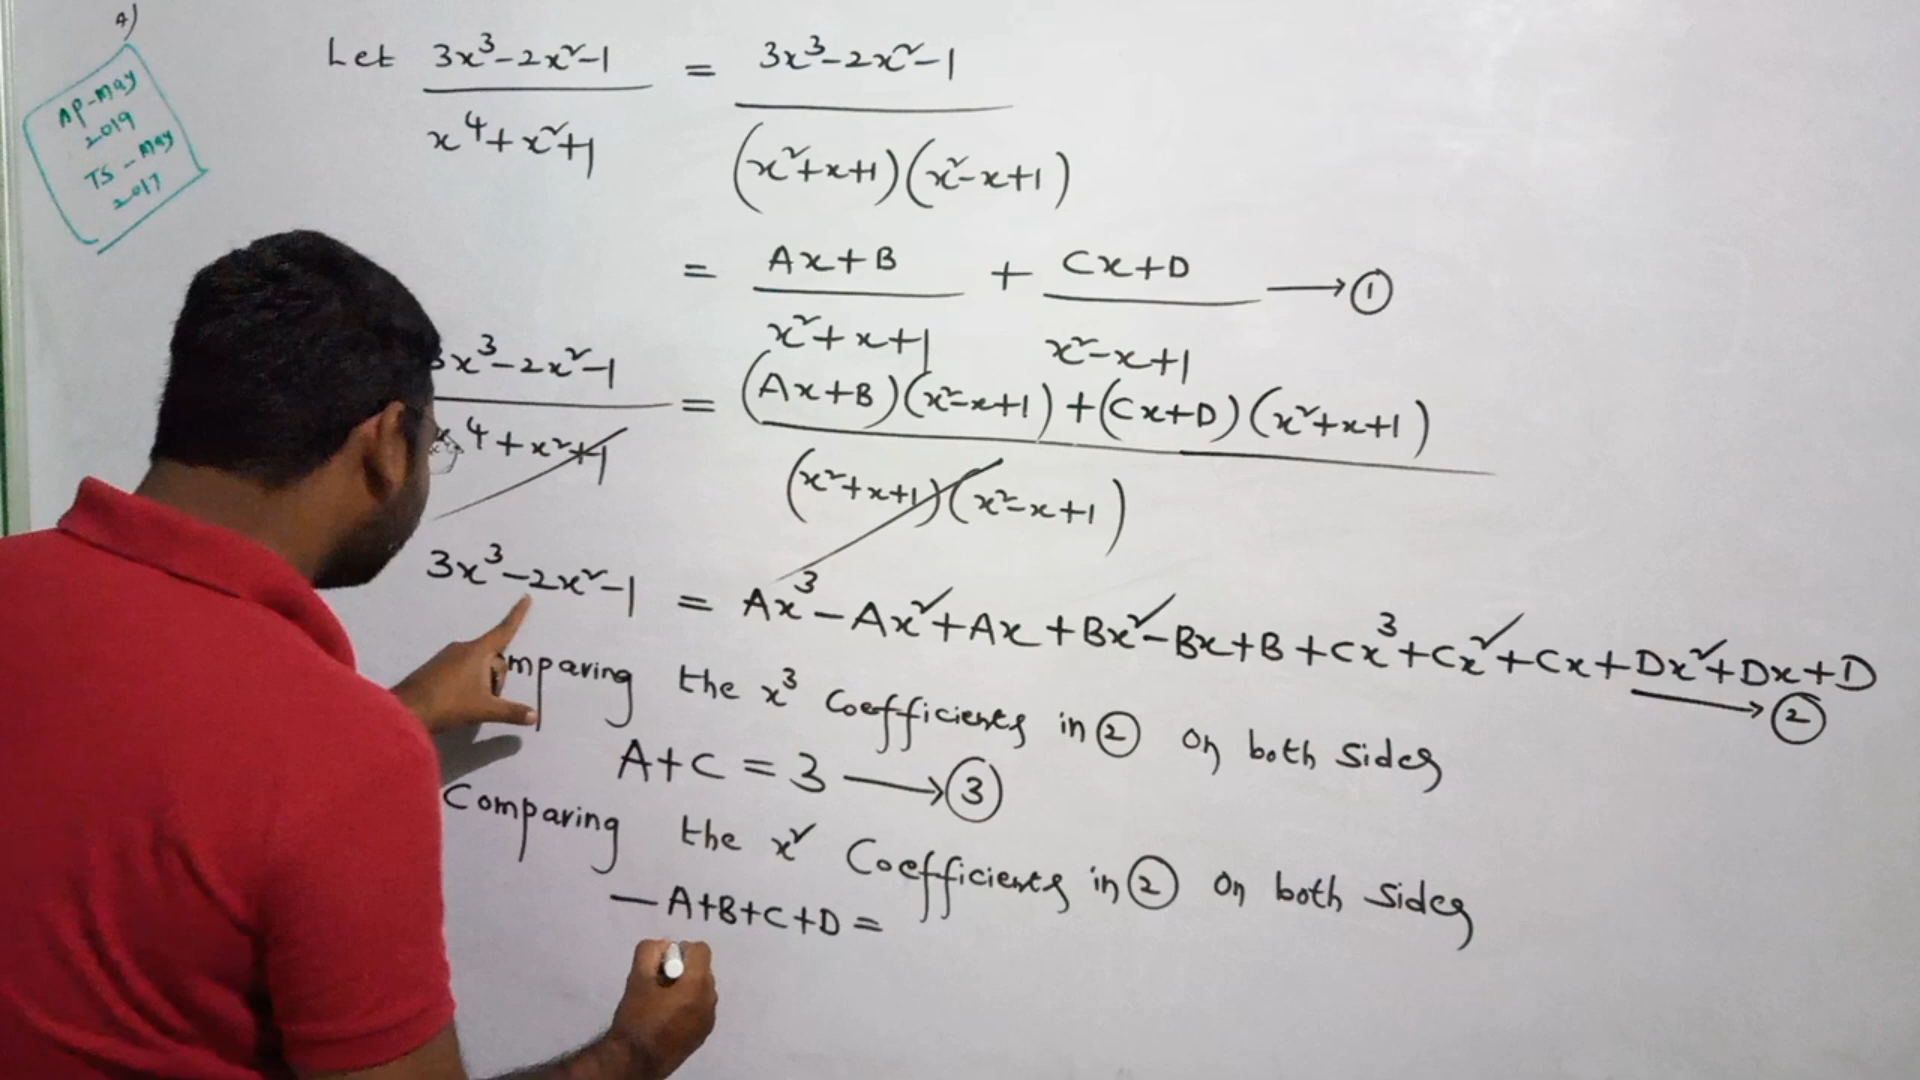 A)
AP-May
2019
TS-May
2017
Let 3x³-2x²-1 / x⁴+x²+1 = 3x³-2x²-1 / (x²+x+1)(x²-x+1)
= Ax+B / x²+x+1 + Cx+D / x²-x+1 → ①
3x³-2x²-1 / x⁴+x²+1 = (Ax+B)(x²-x+1)+(Cx+D)(x²+x+1) / (x²+x+1)(x²-x+1)
3x³-2x²-1 = Ax³-Ax²+Ax+Bx²-Bx+B+Cx³+Cx²+Cx+Dx²+Dx+D
→ ②
mparing the x³ Coefficients in ② on both sides
A+C = 3 → ③
Comparing the x² Coefficients in ② on both sides
-A+B+C+D =